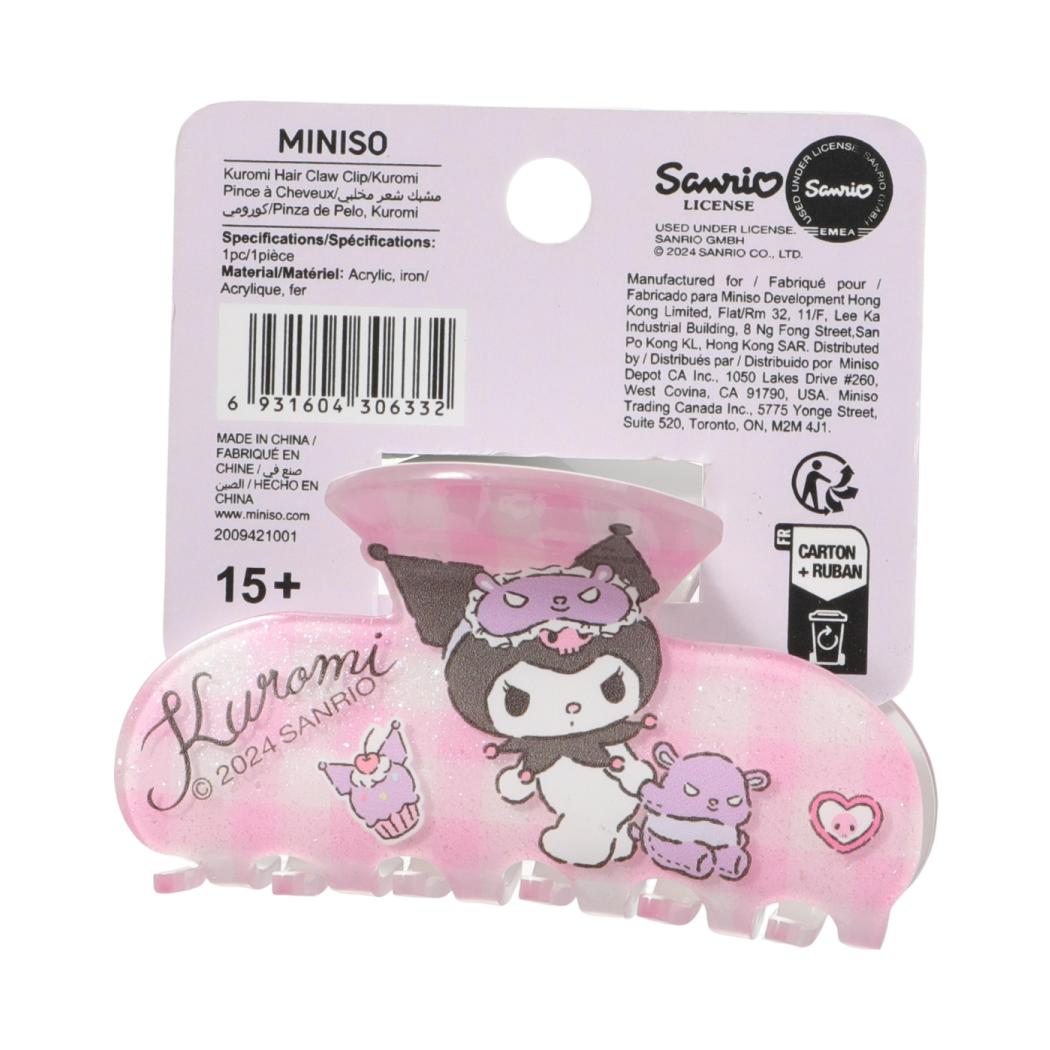 MINISO
Kuromi Hair Claw Clip/Kuromi
Pince à Cheveux/مشبك شعر مخلبي
كورومي/Pinza de Pelo, Kuromi
Specifications/Spécifications:
1pc/1pièce
Material/Matériel: Acrylic, iron/
Acrylique, fer
6 931604 306332
MADE IN CHINA /
FABRIQUÉ EN
CHINE / صنع في
الصين / HECHO EN
CHINA
www.miniso.com
2009421001
15+
Sanrio
LICENSE
USED UNDER LICENSE SANRIO GMBH
Sanrio
EMEA
USED UNDER LICENSE.
SANRIO GMBH
© 2024 SANRIO CO., LTD.
Manufactured for / Fabriqué pour /
Fabricado para Miniso Development Hong
Kong Limited, Flat/Rm 32, 11/F, Lee Ka
Industrial Building, 8 Ng Fong Street,San
Po Kong KL, Hong Kong SAR. Distributed
by / Distribués par / Distribuido por Miniso
Depot CA Inc., 1050 Lakes Drive #260,
West Covina, CA 91790, USA. Miniso
Trading Canada Inc., 5775 Yonge Street,
Suite 520, Toronto, ON, M2M 4J1.
FR
CARTON
+ RUBAN
Kuromi
© 2024 SANRIO